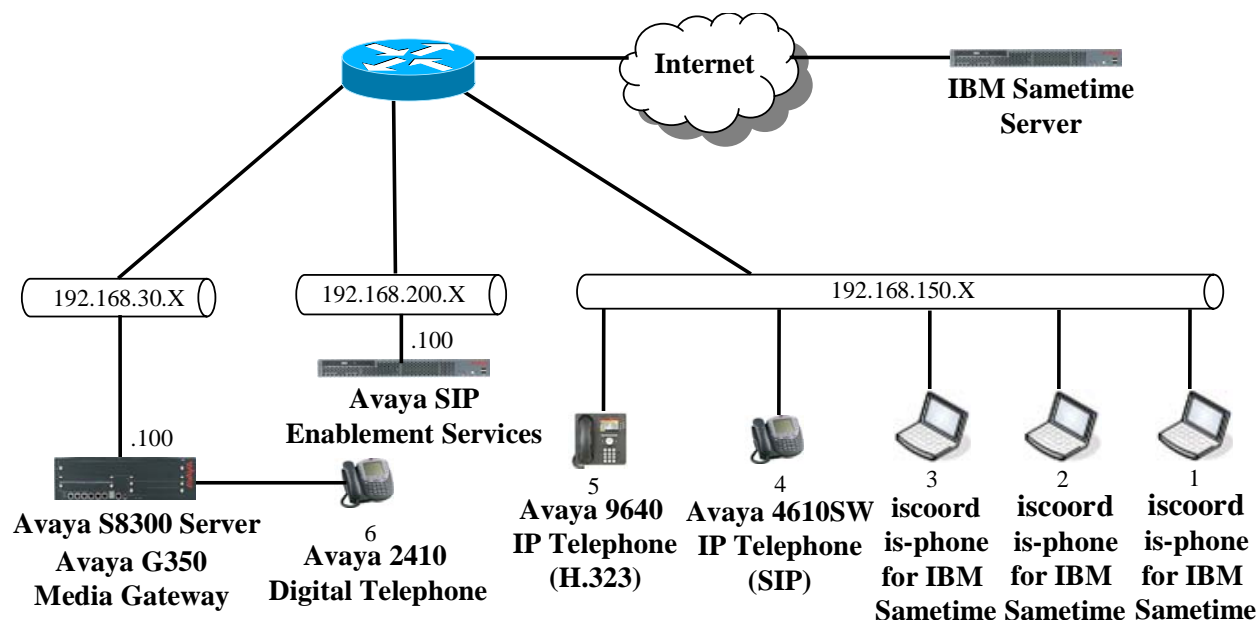 Internet
IBM Sametime
Server
192.168.30.X
192.168.200.X
192.168.150.X
.100
Avaya SIP
Enablement Services
.100
Avaya S8300 Server
Avaya G350
Media Gateway
6
Avaya 2410
Digital Telephone
5
Avaya 9640
IP Telephone
(H.323)
4
Avaya 4610SW
IP Telephone
(SIP)
3
iscoord
is-phone
for IBM
Sametime
2
iscoord
is-phone
for IBM
Sametime
1
iscoord
is-phone
for IBM
Sametime